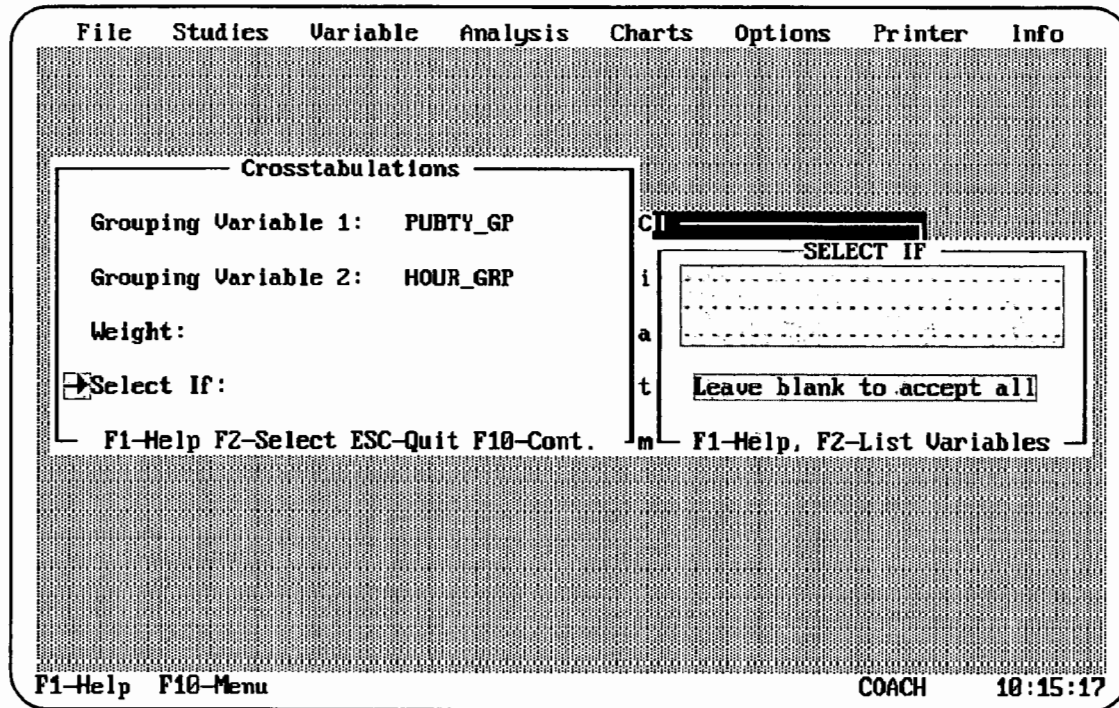 File Studies Variable Analysis Charts Options Printer Info
Crosstabulations
Grouping Variable 1: PUBTY_GP
C
SELECT IF
Grouping Variable 2: HOUR_GRP
i
Weight:
a
Select If:
t
Leave blank to accept all
F1-Help F2-Select ESC-Quit F10-Cont.
m
F1-Help, F2-List Variables
F1-Help F10-Menu
COACH 10:15:17